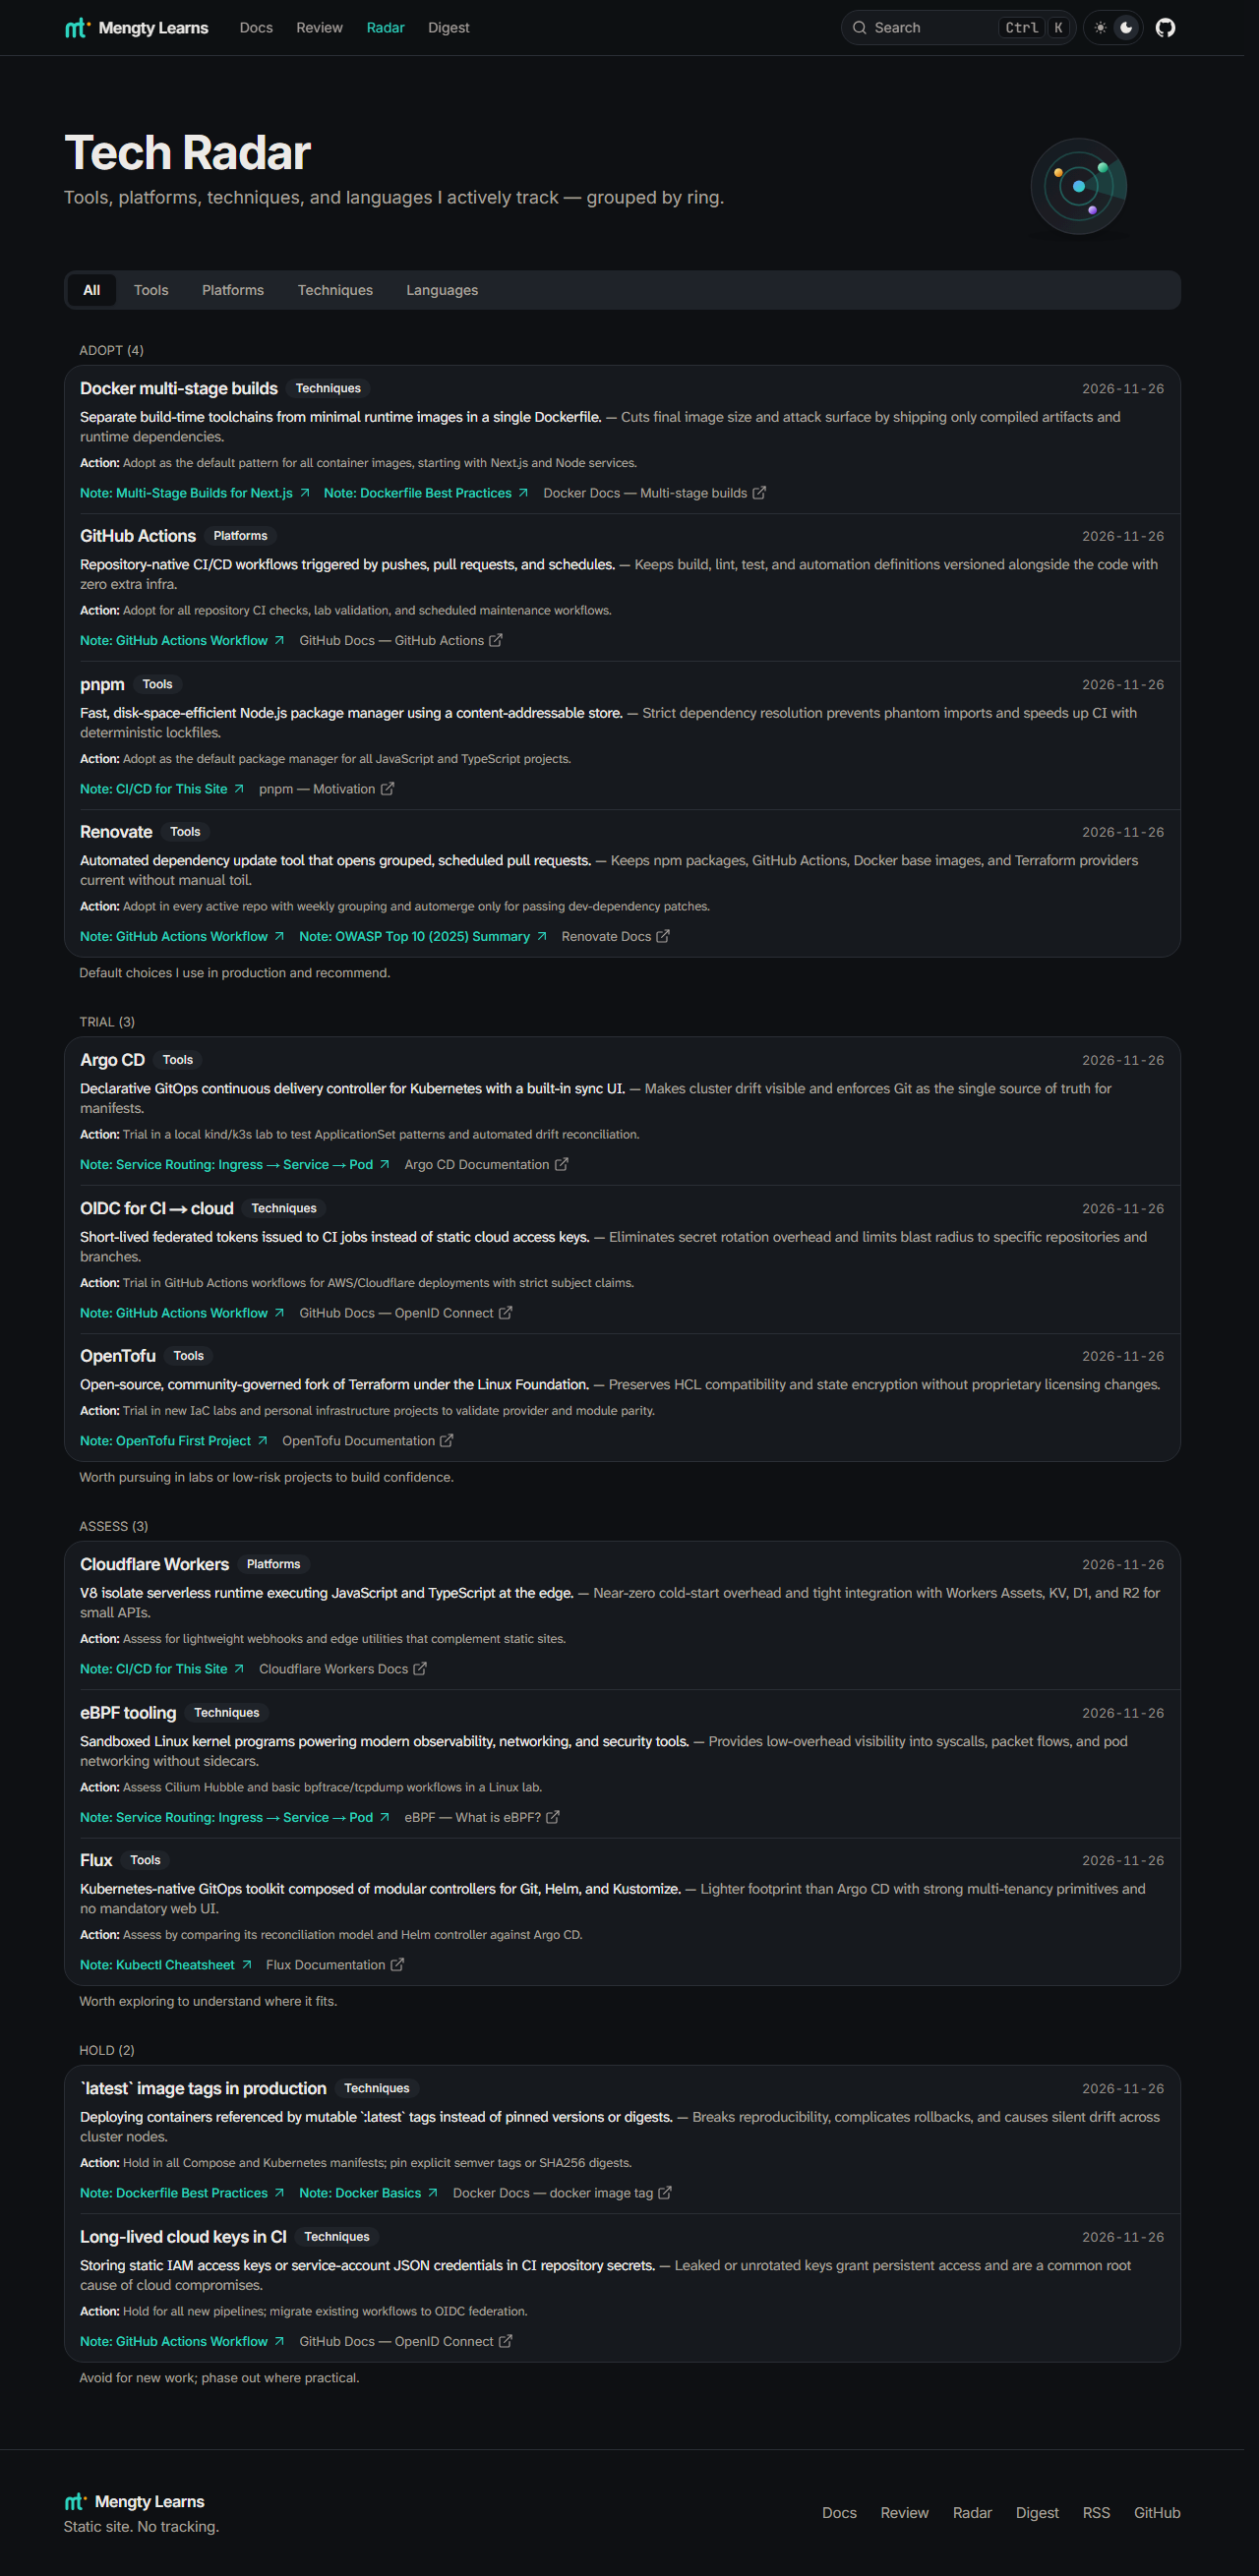 Mengty Learns
Docs
Review
Radar
Digest
Search
Ctrl
K
Tech Radar
Tools, platforms, techniques, and languages I actively track — grouped by ring.
All
Tools
Platforms
Techniques
Languages
ADOPT (4)
Docker multi-stage builds Techniques 2026-11-26
Separate build-time toolchains from minimal runtime images in a single Dockerfile. — Cuts final image size and attack surface by shipping only compiled artifacts and
runtime dependencies.
Action: Adopt as the default pattern for all container images, starting with Next.js and Node services.
Note: Multi-Stage Builds for Next.js Note: Dockerfile Best Practices Docker Docs — Multi-stage builds
GitHub Actions Platforms 2026-11-26
Repository-native CI/CD workflows triggered by pushes, pull requests, and schedules. — Keeps build, lint, test, and automation definitions versioned alongside the code with
zero extra infra.
Action: Adopt for all repository CI checks, lab validation, and scheduled maintenance workflows.
Note: GitHub Actions Workflow GitHub Docs — GitHub Actions
pnpm Tools 2026-11-26
Fast, disk-space-efficient Node.js package manager using a content-addressable store. — Strict dependency resolution prevents phantom imports and speeds up CI with
deterministic lockfiles.
Action: Adopt as the default package manager for all JavaScript and TypeScript projects.
Note: CI/CD for This Site pnpm — Motivation
Renovate Tools 2026-11-26
Automated dependency update tool that opens grouped, scheduled pull requests. — Keeps npm packages, GitHub Actions, Docker base images, and Terraform providers
current without manual toil.
Action: Adopt in every active repo with weekly grouping and automerge only for passing dev-dependency patches.
Note: GitHub Actions Workflow Note: OWASP Top 10 (2025) Summary Renovate Docs
Default choices I use in production and recommend.
TRIAL (3)
Argo CD Tools 2026-11-26
Declarative GitOps continuous delivery controller for Kubernetes with a built-in sync UI. — Makes cluster drift visible and enforces Git as the single source of truth for
manifests.
Action: Trial in a local kind/k3s lab to test ApplicationSet patterns and automated drift reconciliation.
Note: Service Routing: Ingress → Service → Pod Argo CD Documentation
OIDC for CI → cloud Techniques 2026-11-26
Short-lived federated tokens issued to CI jobs instead of static cloud access keys. — Eliminates secret rotation overhead and limits blast radius to specific repositories and
branches.
Action: Trial in GitHub Actions workflows for AWS/Cloudflare deployments with strict subject claims.
Note: GitHub Actions Workflow GitHub Docs — OpenID Connect
OpenTofu Tools 2026-11-26
Open-source, community-governed fork of Terraform under the Linux Foundation. — Preserves HCL compatibility and state encryption without proprietary licensing changes.
Action: Trial in new IaC labs and personal infrastructure projects to validate provider and module parity.
Note: OpenTofu First Project OpenTofu Documentation
Worth pursuing in labs or low-risk projects to build confidence.
ASSESS (3)
Cloudflare Workers Platforms 2026-11-26
V8 isolate serverless runtime executing JavaScript and TypeScript at the edge. — Near-zero cold-start overhead and tight integration with Workers Assets, KV, D1, and R2 for
small APIs.
Action: Assess for lightweight webhooks and edge utilities that complement static sites.
Note: CI/CD for This Site Cloudflare Workers Docs
eBPF tooling Techniques 2026-11-26
Sandboxed Linux kernel programs powering modern observability, networking, and security tools. — Provides low-overhead visibility into syscalls, packet flows, and pod
networking without sidecars.
Action: Assess Cilium Hubble and basic bpftrace/tcpdump workflows in a Linux lab.
Note: Service Routing: Ingress → Service → Pod eBPF — What is eBPF?
Flux Tools 2026-11-26
Kubernetes-native GitOps toolkit composed of modular controllers for Git, Helm, and Kustomize. — Lighter footprint than Argo CD with strong multi-tenancy primitives and
no mandatory web UI.
Action: Assess by comparing its reconciliation model and Helm controller against Argo CD.
Note: Kubectl Cheatsheet Flux Documentation
Worth exploring to understand where it fits.
HOLD (2)
`latest` image tags in production Techniques 2026-11-26
Deploying containers referenced by mutable `:latest` tags instead of pinned versions or digests. — Breaks reproducibility, complicates rollbacks, and causes silent drift across
cluster nodes.
Action: Hold in all Compose and Kubernetes manifests; pin explicit semver tags or SHA256 digests.
Note: Dockerfile Best Practices Note: Docker Basics Docker Docs — docker image tag
Long-lived cloud keys in CI Techniques 2026-11-26
Storing static IAM access keys or service-account JSON credentials in CI repository secrets. — Leaked or unrotated keys grant persistent access and are a common root
cause of cloud compromises.
Action: Hold for all new pipelines; migrate existing workflows to OIDC federation.
Note: GitHub Actions Workflow GitHub Docs — OpenID Connect
Avoid for new work; phase out where practical.
Mengty Learns
Static site. No tracking.
Docs
Review
Radar
Digest
RSS
GitHub